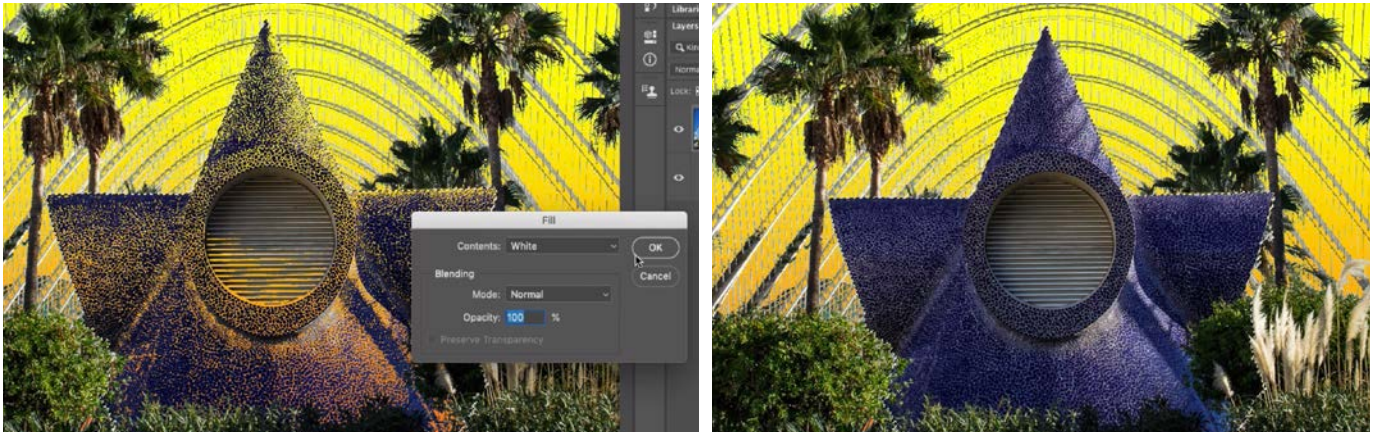 Librari
Layers
Norma
Lock:
Fill
Contents: White
OK
Cancel
Blending
Mode: Normal
Opacity: 100 %
Preserve Transparency